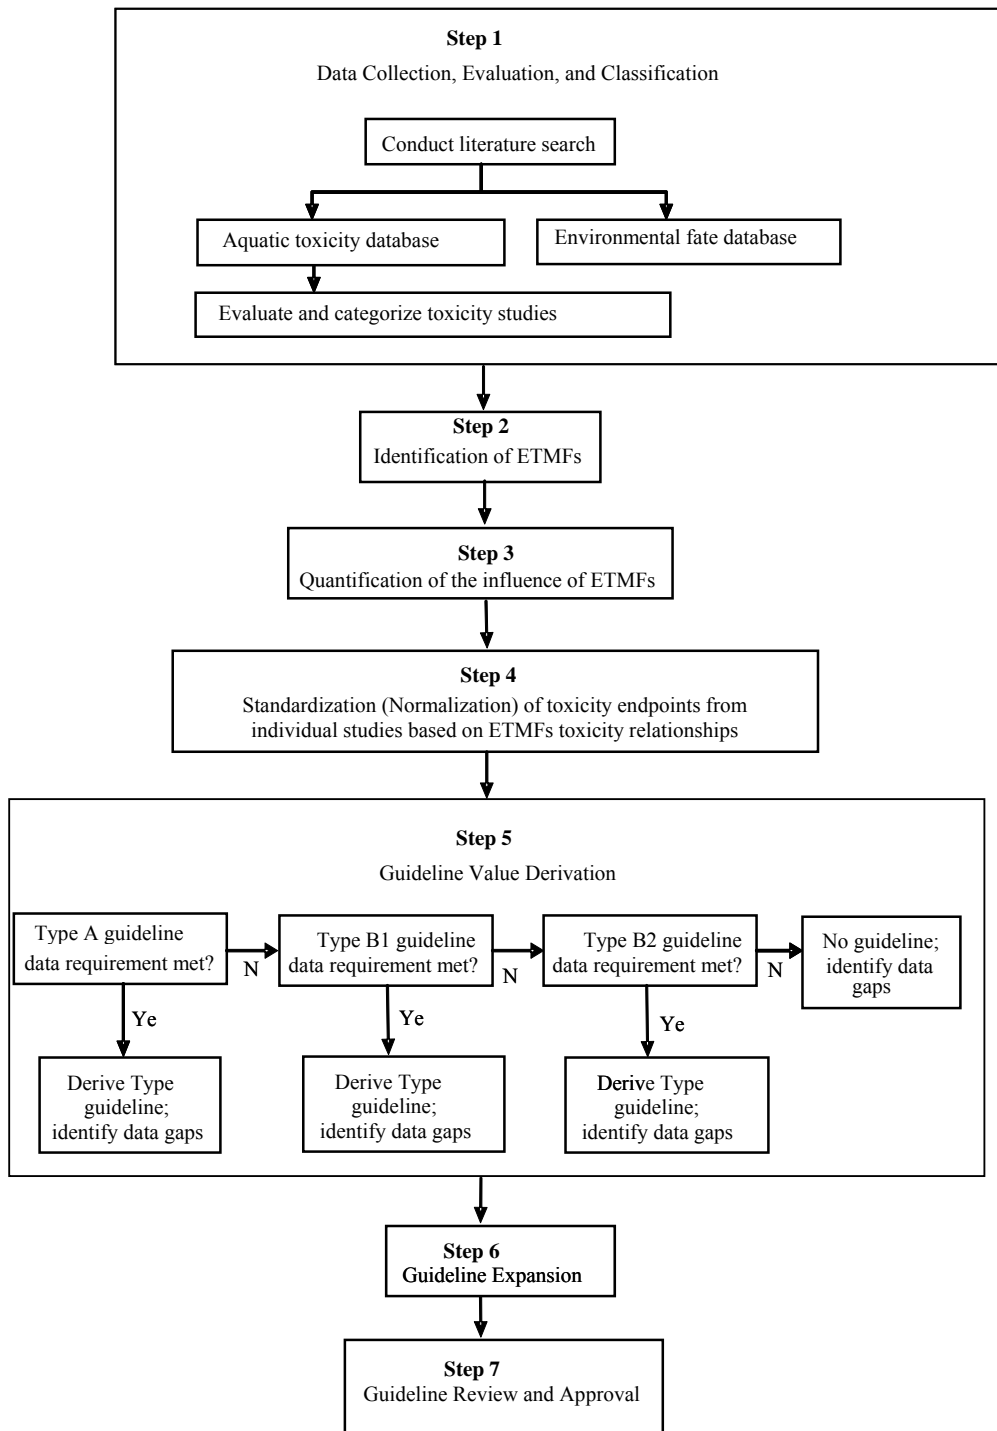 Step 1
Data Collection, Evaluation, and Classification
Conduct literature search
Aquatic toxicity database
Environmental fate database
Evaluate and categorize toxicity studies
Step 2
Identification of ETMFs
Step 3
Quantification of the influence of ETMFs
Step 4
Standardization (Normalization) of toxicity endpoints from
individual studies based on ETMFs toxicity relationships
Step 5
Guideline Value Derivation
Type A guideline
data requirement met?
N
Type B1 guideline
data requirement met?
N
Type B2 guideline
data requirement met?
N
No guideline;
identify data
gaps
Ye
Ye
Ye
Derive Type
guideline;
identify data gaps
Derive Type
guideline;
identify data gaps
Derive Type
guideline;
identify data gaps
Step 6
Guideline Expansion
Step 7
Guideline Review and Approval